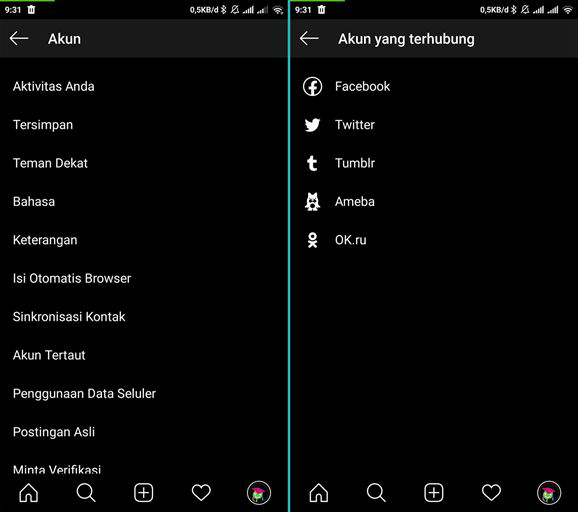 9:31
0,5KB/d
Akun
Aktivitas Anda
Tersimpan
Teman Dekat
Bahasa
Keterangan
Isi Otomatis Browser
Sinkronisasi Kontak
Akun Tertaut
Penggunaan Data Seluler
Postingan Asli
Minta Verifikasi
9:31
0,5KB/d
Akun yang terhubung
Facebook
Twitter
Tumblr
Ameba
OK.ru